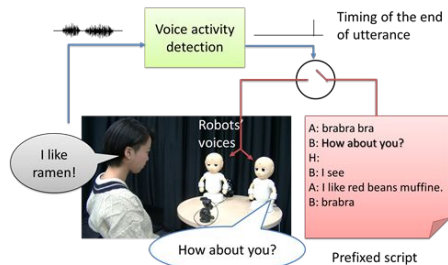 Voice activity
detection
Timing of the end
of utterance
Robots'
voices
I like
ramen!
How about you?
A: brabra bra
B: How about you?
H:
B: I see
A: I like red beans muffine.
B: brabra
Prefixed script